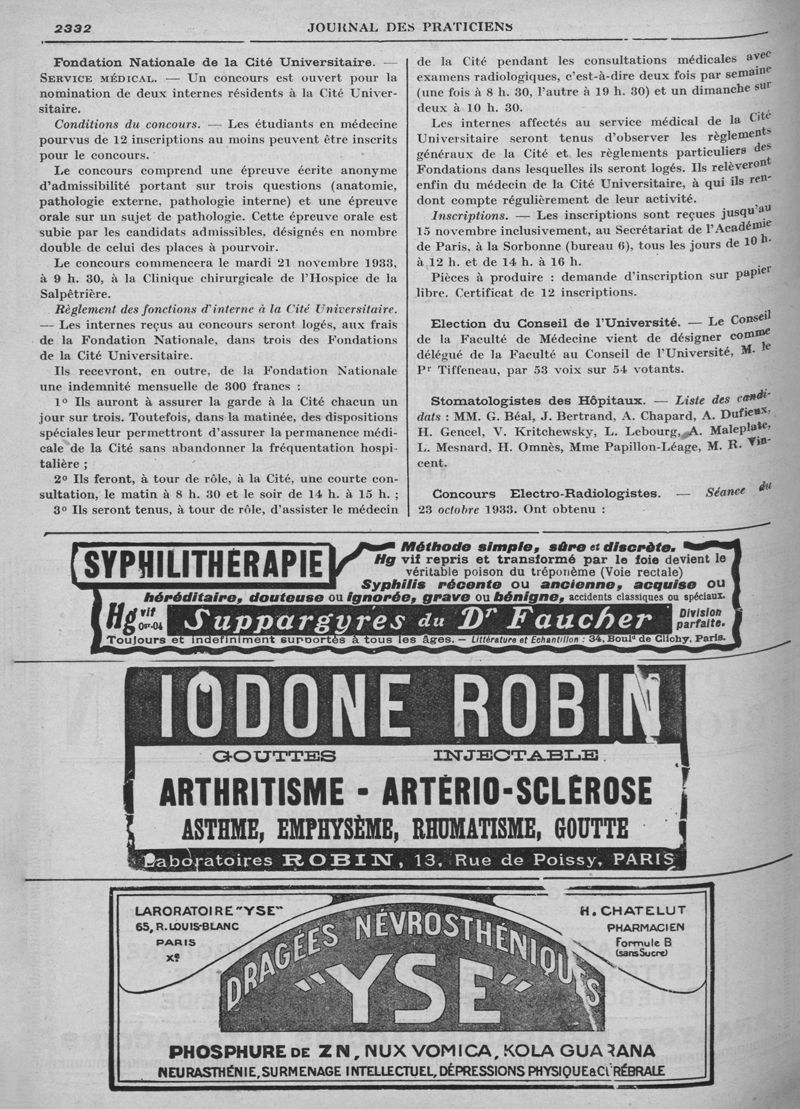 2332
JOURNAL DES PRATICIENS
Fondation Nationale de la Cité Universitaire. —
SERVICE MÉDICAL. — Un concours est ouvert pour la
nomination de deux internes résidents à la Cité Univer-
sitaire.
Conditions du concours. — Les étudiants en médecine
pourvus de 12 inscriptions au moins peuvent être inscrits
pour le concours.
Le concours comprend une épreuve écrite anonyme
d'admissibilité portant sur trois questions (anatomie,
pathologie externe, pathologie interne) et une épreuve
orale sur un sujet de pathologie. Cette épreuve orale est
subie par les candidats admissibles, désignés en nombre
double de celui des places à pourvoir.
Le concours commencera le mardi 21 novembre 1933,
à 9 h. 30, à la Clinique chirurgicale de l'Hospice de la
Salpêtrière.
Règlement des fonctions d'interne à la Cité Universitaire.
— Les internes reçus au concours seront logés, aux frais
de la Fondation Nationale, dans trois des Fondations
de la Cité Universitaire.
Ils recevront, en outre, de la Fondation Nationale
une indemnité mensuelle de 300 francs :
1º Ils auront à assurer la garde à la Cité chacun un
jour sur trois. Toutefois, dans la matinée, des dispositions
spéciales leur permettront d'assurer la permanence médi-
cale de la Cité sans abandonner la fréquentation hospi-
talière ;
2º Ils feront, à tour de rôle, à la Cité, une courte con-
sultation, le matin à 8 h. 30 et le soir de 14 h. à 15 h. ;
3º Ils seront tenus, à tour de rôle, d'assister le médecin
de la Cité pendant les consultations médicales avec
examens radiologiques, c'est-à-dire deux fois par semaine
(une fois à 8 h. 30, l'autre à 19 h. 30) et un dimanche sur
deux à 10 h. 30.
Les internes affectés au service médical de la Cité
Universitaire seront tenus d'observer les règlements
généraux de la Cité et les règlements particuliers des
Fondations dans lesquelles ils seront logés. Ils relèveront
enfin du médecin de la Cité Universitaire, à qui ils ren-
dont compte régulièrement de leur activité.
Inscriptions. — Les inscriptions sont reçues jusqu'au
15 novembre inclusivement, au Secrétariat de l'Académie
de Paris, à la Sorbonne (bureau 6), tous les jours de 10 h.
à 12 h. et de 14 h. à 16 h.
Pièces à produire : demande d'inscription sur papier
libre. Certificat de 12 inscriptions.
Election du Conseil de l'Université. — Le Conseil
de la Faculté de Médecine vient de désigner comme
délégué de la Faculté au Conseil de l'Université, M. le
Pr Tiffeneau, par 53 voix sur 54 votants.
Stomatologistes des Hôpitaux. — Liste des candi-
dats : MM. G. Béal, J. Bertrand, A. Chapard, A. Dufieux,
H. Gencel, V. Kritchewsky, L. Lebourg, A. Maleplate,
L. Mesnard, H. Omnès, Mme Papillon-Léage, M. R. Vin-
cent.
Concours Electro-Radiologistes. — Séance du
23 octobre 1933. Ont obtenu :
SYPHILITHÉRAPIE
Méthode simple, sûre et discrète.
Hg vif repris et transformé par le foie devient le
véritable poison du tréponème (Voie rectale)
Syphilis récente ou ancienne, acquise ou
héréditaire, douteuse ou ignorée, grave ou bénigne, accidents classiques ou spéciaux.
Hg vif 0gr-04 Suppargyres du Dr Faucher Division parfaite.
Toujours et indéfiniment supportés à tous les âges. — Littérature et Echantillon : 34, Bould de Clichy, Paris.
IODONE ROBIN
GOUTTES INJECTABLE
ARTHRITISME - ARTÉRIO-SCLÉROSE
ASTHME, EMPHYSÈME, RHUMATISME, GOUTTE
Laboratoires ROBIN, 13, Rue de Poissy, PARIS
LARORATOIRE "YSE"
65, R. LOUIS-BLANC
PARIS
Xe
H. CHATELUT
PHARMACIEN
Formule B
(sans Sucre)
DRAGÉES NÉVROSTHÉNIQUES
"YSE"
PHOSPHURE DE ZN, NUX VOMICA, KOLA GUARANA
NEURASTHÉNIE, SURMENAGE INTELLECTUEL, DÉPRESSIONS PHYSIQUE & CÉRÉBRALE